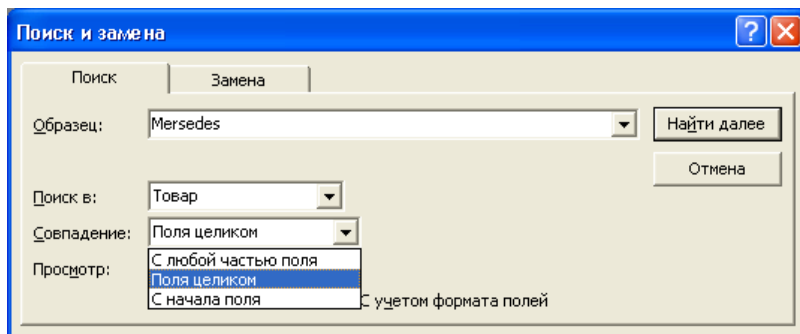 Поиск и замена
Поиск
Замена
Образец: Mersedes
Найти далее
Отмена
Поиск в: Товар
Совпадение: Поля целиком
С любой частью поля
Просмотр: Поля целиком
С начала поля
С учетом формата полей